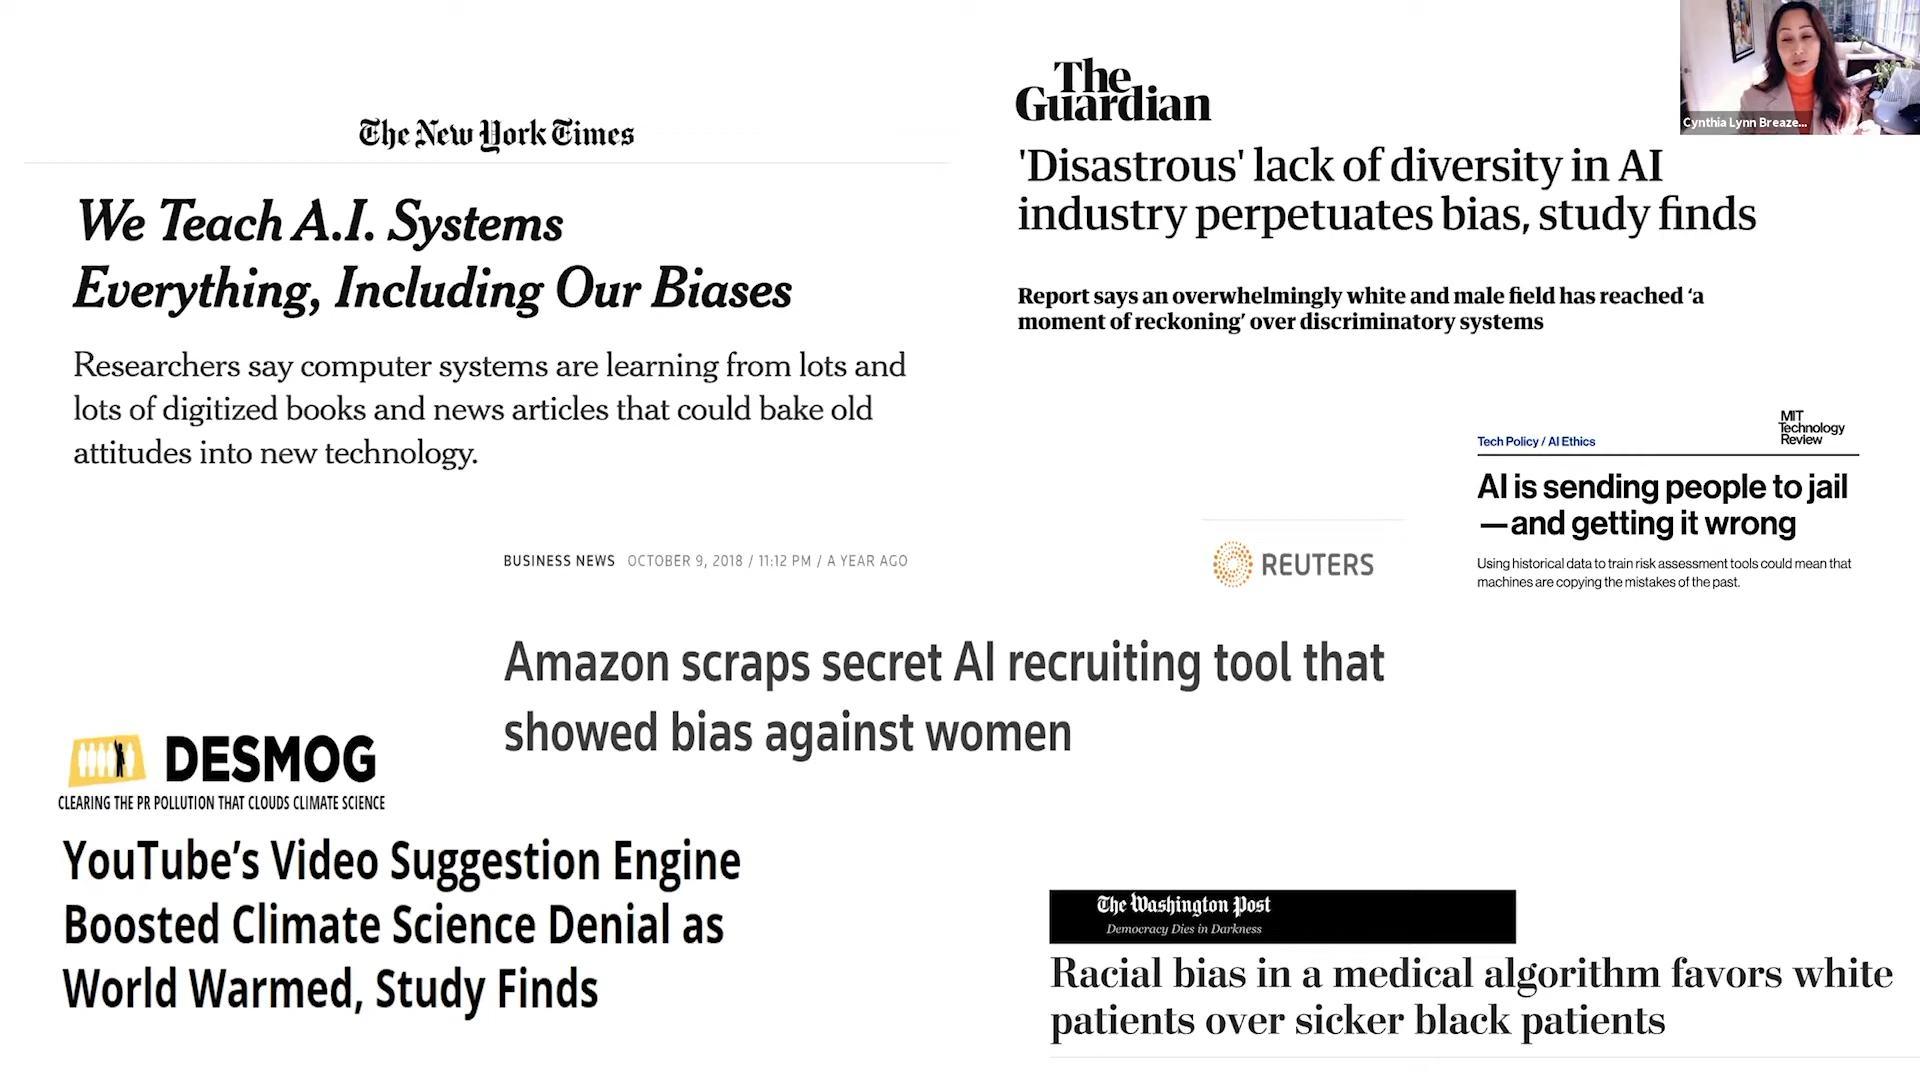 The New York Times
We Teach A.I. Systems
Everything, Including Our Biases
Researchers say computer systems are learning from lots and
lots of digitized books and news articles that could bake old
attitudes into new technology.
The
Guardian
'Disastrous' lack of diversity in AI
industry perpetuates bias, study finds
Report says an overwhelmingly white and male field has reached ‘a
moment of reckoning’ over discriminatory systems
Cynthia Lynn Breaze...
MIT
Technology
Review
Tech Policy / AI Ethics
AI is sending people to jail
—and getting it wrong
Using historical data to train risk assessment tools could mean that
machines are copying the mistakes of the past.
BUSINESS NEWS OCTOBER 9, 2018 / 11:12 PM / A YEAR AGO
REUTERS
Amazon scraps secret AI recruiting tool that
showed bias against women
DESMOG
CLEARING THE PR POLLUTION THAT CLOUDS CLIMATE SCIENCE
YouTube’s Video Suggestion Engine
Boosted Climate Science Denial as
World Warmed, Study Finds
The Washington Post
Democracy Dies in Darkness
Racial bias in a medical algorithm favors white
patients over sicker black patients